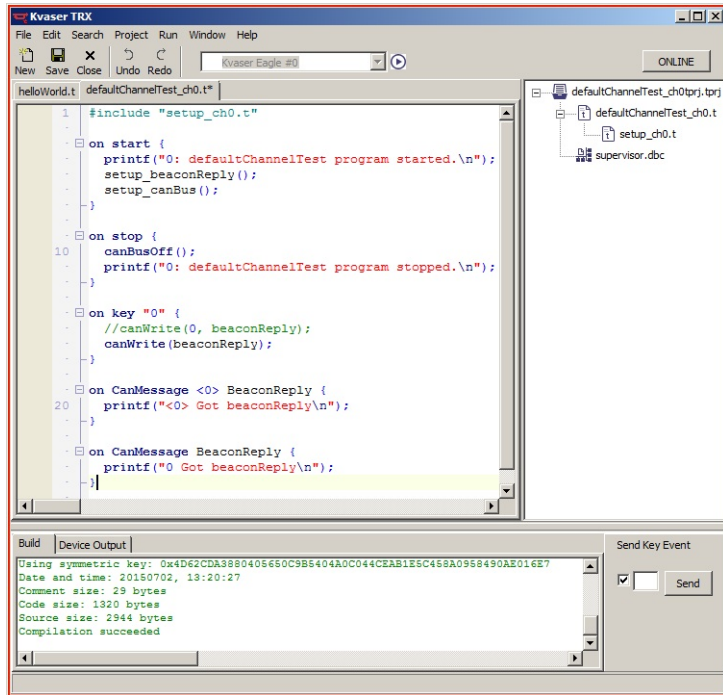 Kvaser TRX
File Edit Search Project Run Window Help
New Save Close Undo Redo
Kvaser Eagle #0
ONLINE
helloWorld.t defaultChannelTest_ch0.t*
1 #include "setup_ch0.t"
on start {
printf("0: defaultChannelTest program started.\n");
setup_beaconReply();
setup_canBus();
}
on stop {
10 canBusOff();
printf("0: defaultChannelTest program stopped.\n");
}
on key "0" {
//canWrite(0, beaconReply);
canWrite(beaconReply);
}
on CanMessage <0> BeaconReply {
20 printf("<0> Got beaconReply\n");
}
on CanMessage BeaconReply {
printf("0 Got beaconReply\n");
}
defaultChannelTest_ch0tprj.tprj
defaultChannelTest_ch0.t
setup_ch0.t
supervisor.dbc
Build Device Output
Using symmetric key: 0x4D62CDA3880405650C9B5404A0C044CEAB1E5C458A0958490AE016E7
Date and time: 20150702, 13:20:27
Comment size: 29 bytes
Code size: 1320 bytes
Source size: 2944 bytes
Compilation succeeded
Send Key Event
Send